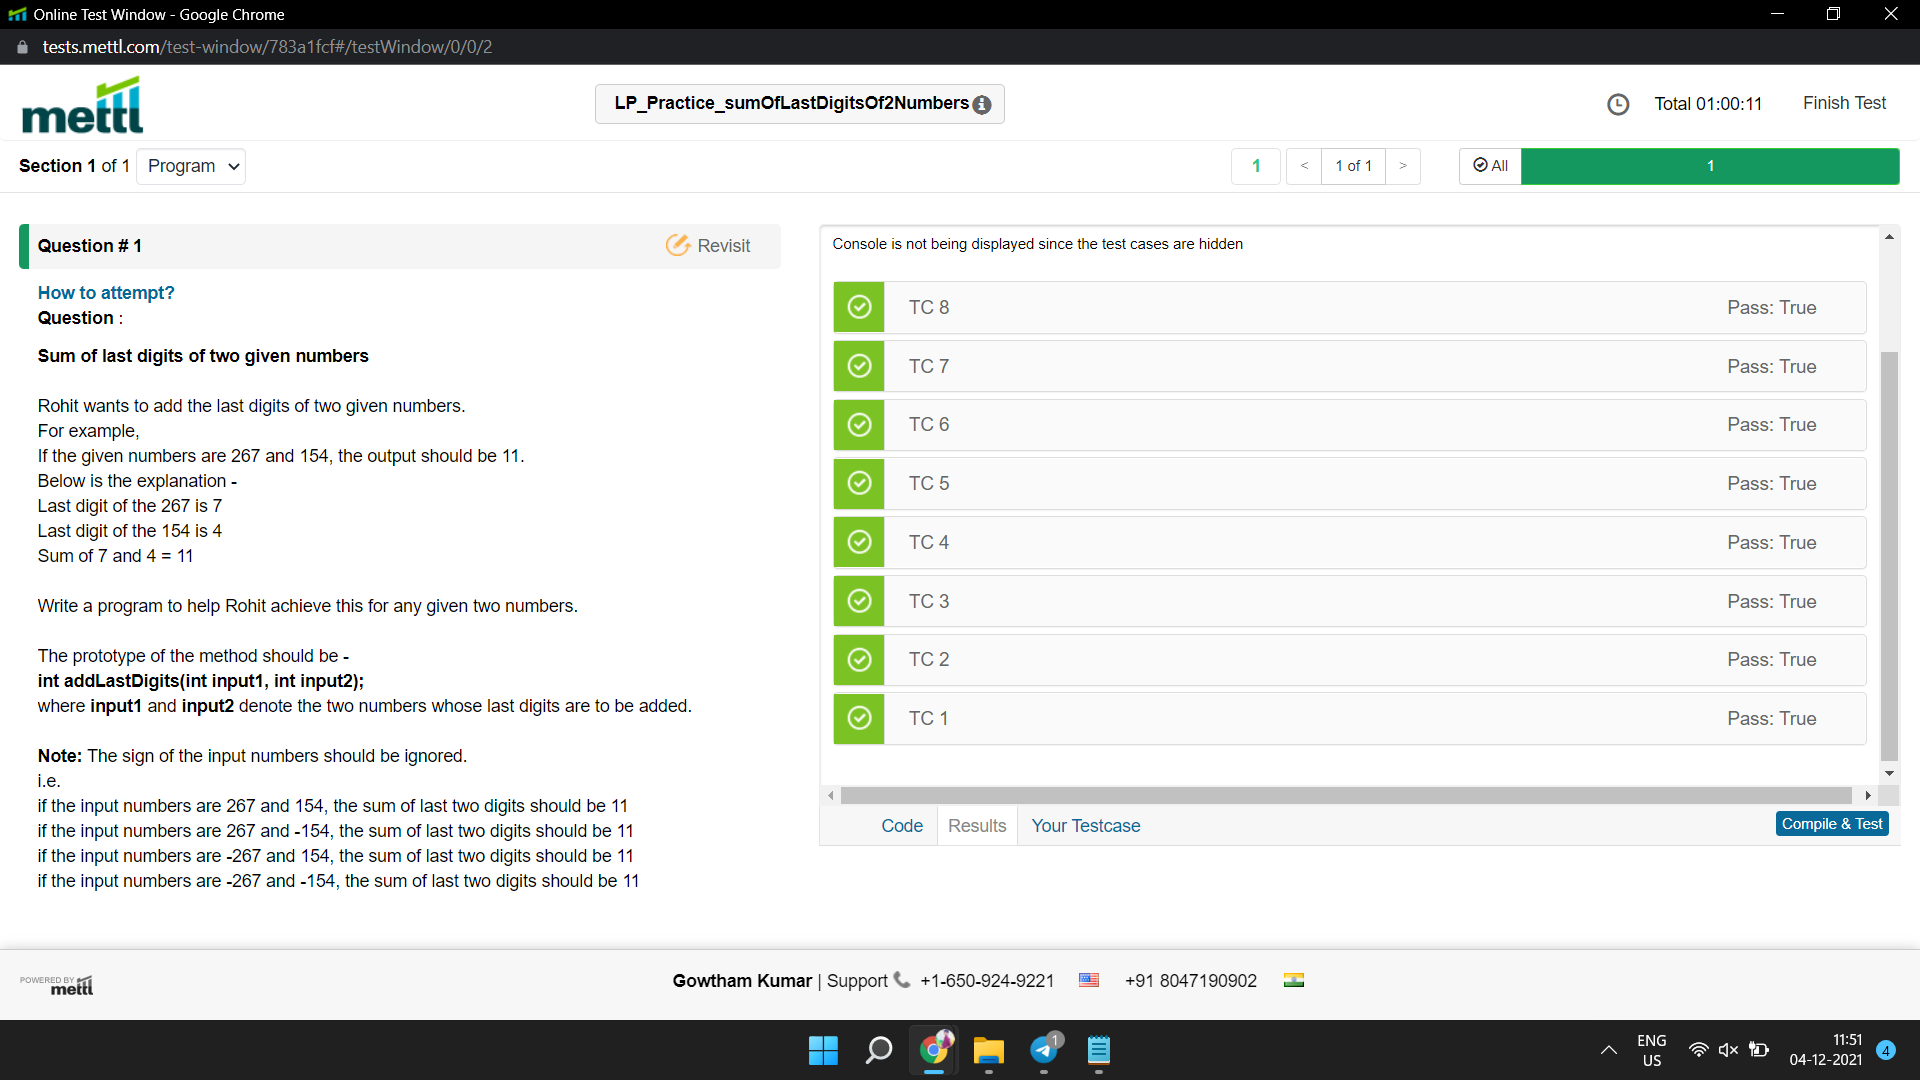 Online Test Window - Google Chrome
tests.mettl.com/test-window/783a1fcf#/testWindow/0/0/2
mettl
LP_Practice_sumOfLastDigitsOf2Numbers
Total 01:00:11
Finish Test
Section 1 of 1
Program
1
<
1 of 1
>
All
1
Question # 1
Revisit
How to attempt?
Question :
Sum of last digits of two given numbers
Rohit wants to add the last digits of two given numbers.
For example,
If the given numbers are 267 and 154, the output should be 11.
Below is the explanation -
Last digit of the 267 is 7
Last digit of the 154 is 4
Sum of 7 and 4 = 11
Write a program to help Rohit achieve this for any given two numbers.
The prototype of the method should be -
int addLastDigits(int input1, int input2);
where input1 and input2 denote the two numbers whose last digits are to be added.
Note: The sign of the input numbers should be ignored.
i.e.
if the input numbers are 267 and 154, the sum of last two digits should be 11
if the input numbers are 267 and -154, the sum of last two digits should be 11
if the input numbers are -267 and 154, the sum of last two digits should be 11
if the input numbers are -267 and -154, the sum of last two digits should be 11
Console is not being displayed since the test cases are hidden
TC 8 Pass: True
TC 7 Pass: True
TC 6 Pass: True
TC 5 Pass: True
TC 4 Pass: True
TC 3 Pass: True
TC 2 Pass: True
TC 1 Pass: True
Code
Results
Your Testcase
Compile & Test
POWERED BY
mettl
Gowtham Kumar | Support +1-650-924-9221 +91 8047190902
1
ENG
US
11:51
04-12-2021
4